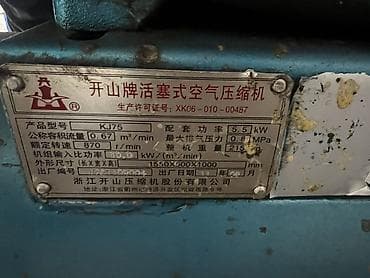 开山牌活塞式空气压缩机
生产许可证号: XK06-010-00487
产品型号 KJ75 配套功率 5.5 kW
公称容积流量 0.67 m³/min 最大排气压力 0.8 MPa
额定转速 870 r/min 整机重量
机组输入比功率 kW/(m³/min)
外形尺寸(长X宽X高) 1550X500X1000 mm
出厂编号 出厂日期
浙江开山压缩机股份有限公司